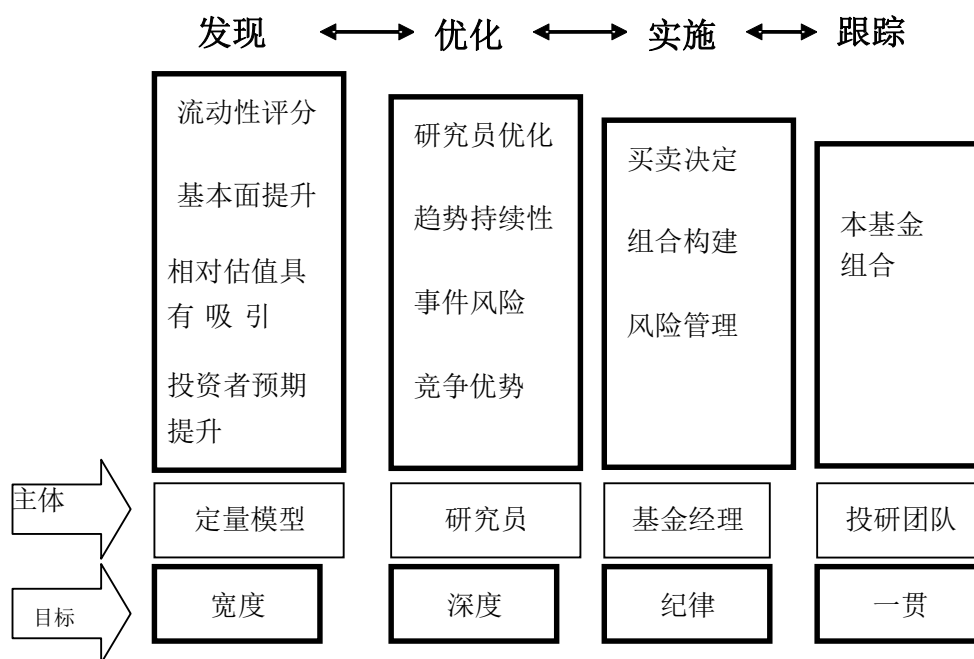 发现 优化 实施 跟踪
流动性评分
基本面提升
相对估值具
有 吸 引
投资者预期
提升
研究员优化
趋势持续性
事件风险
竞争优势
买卖决定
组合构建
风险管理
本基金
组合
主体
定量模型 研究员 基金经理 投研团队
目标
宽度 深度 纪律 一贯